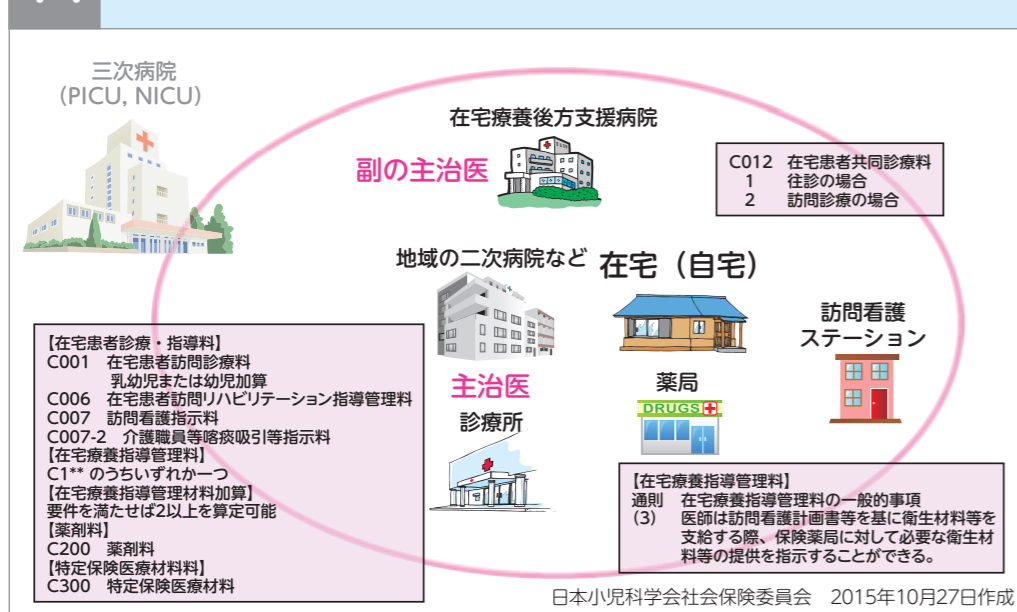 三次病院
(PICU, NICU)
在宅療養後方支援病院
副の主治医
C012 在宅患者共同診療料
1 往診の場合
2 訪問診療の場合
地域の二次病院など
在宅（自宅）
訪問看護
ステーション
主治医
診療所
薬局
DRUGS
【在宅患者診療・指導料】
C001 在宅患者訪問診療料
乳幼児または幼児加算
C006 在宅患者訪問リハビリテーション指導管理料
C007 訪問看護指示料
C007-2 介護職員等喀痰吸引等指示料
【在宅療養指導管理料】
C1** のうちいずれか一つ
【在宅療養指導管理材料加算】
要件を満たせば2以上を算定可能
【薬剤料】
C200 薬剤料
【特定保険医療材料料】
C300 特定保険医療材料
【在宅療養指導管理料】
通則 在宅療養指導管理料の一般的事項
(3) 医師は訪問看護計画書等を基に衛生材料等を
支給する際、保険薬局に対して必要な衛生材
料等の提供を指示することができる。
日本小児科学会社会保険委員会 2015年10月27日作成